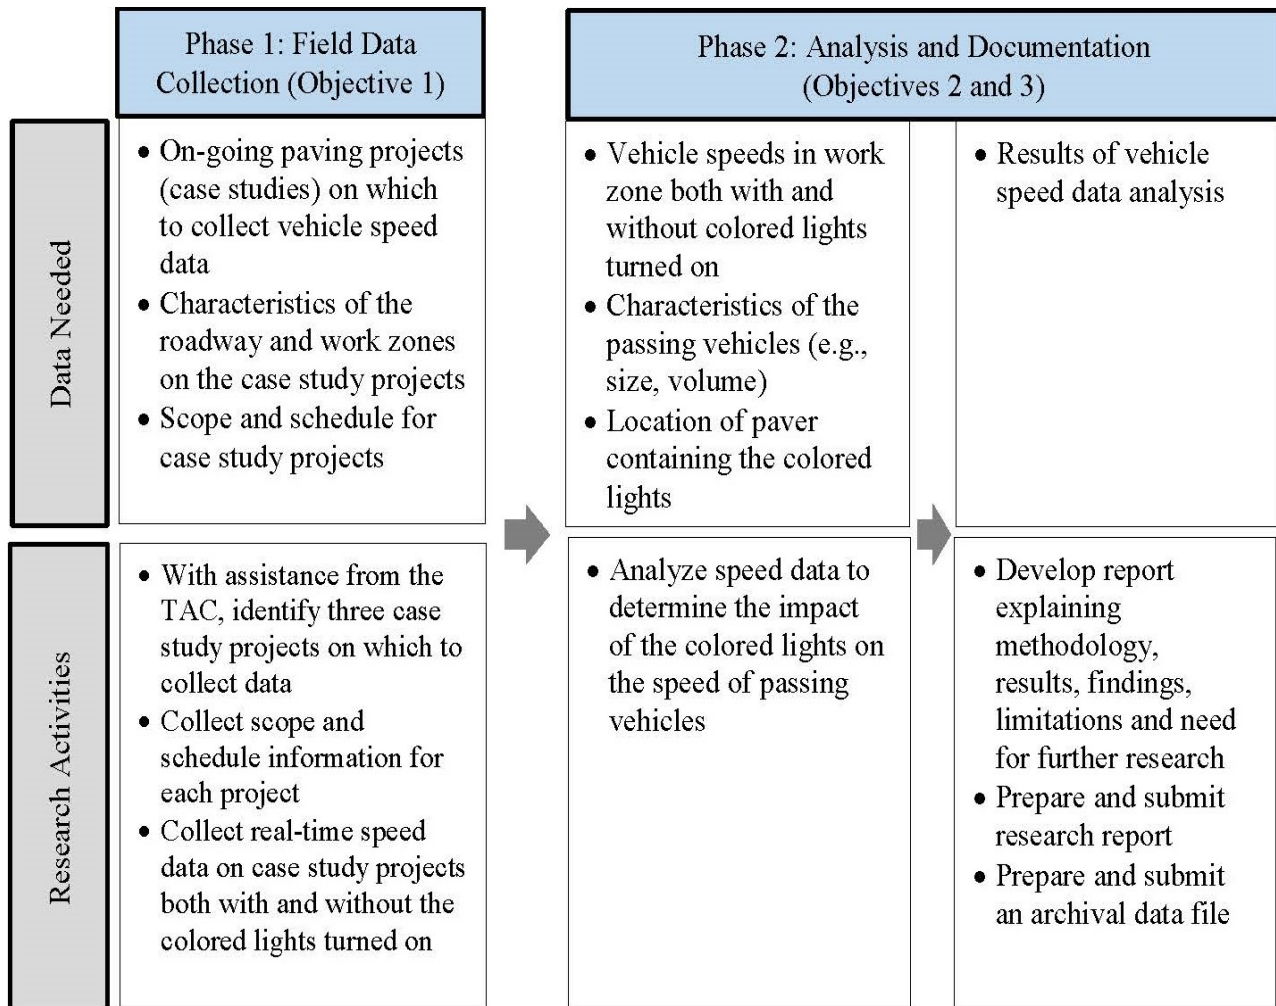 Phase 1: Field Data
Collection (Objective 1)
Phase 2: Analysis and Documentation
(Objectives 2 and 3)
Data Needed
• On-going paving projects
(case studies) on which
to collect vehicle speed
data
• Characteristics of the
roadway and work zones
on the case study projects
• Scope and schedule for
case study projects
• Vehicle speeds in work
zone both with and
without colored lights
turned on
• Characteristics of the
passing vehicles (e.g.,
size, volume)
• Location of paver
containing the colored
lights
• Results of vehicle
speed data analysis
Research Activities
• With assistance from the
TAC, identify three case
study projects on which to
collect data
• Collect scope and
schedule information for
each project
• Collect real-time speed
data on case study projects
both with and without the
colored lights turned on
• Analyze speed data to
determine the impact
of the colored lights on
the speed of passing
vehicles
• Develop report
explaining
methodology,
results, findings,
limitations and need
for further research
• Prepare and submit
research report
• Prepare and submit
an archival data file